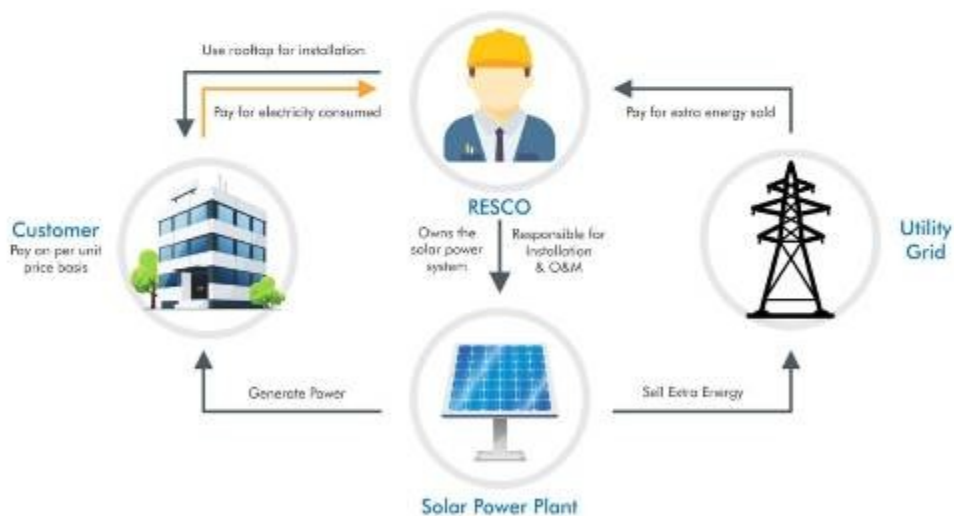 Use rooftop for installation
Pay for electricity consumed
Pay for extra energy sold
RESCO
Customer
Pay on per unit
price basis
Owns the
solar power
system
Responsible for
Installation
& O&M
Utility
Grid
Generate Power
Sell Extra Energy
Solar Power Plant